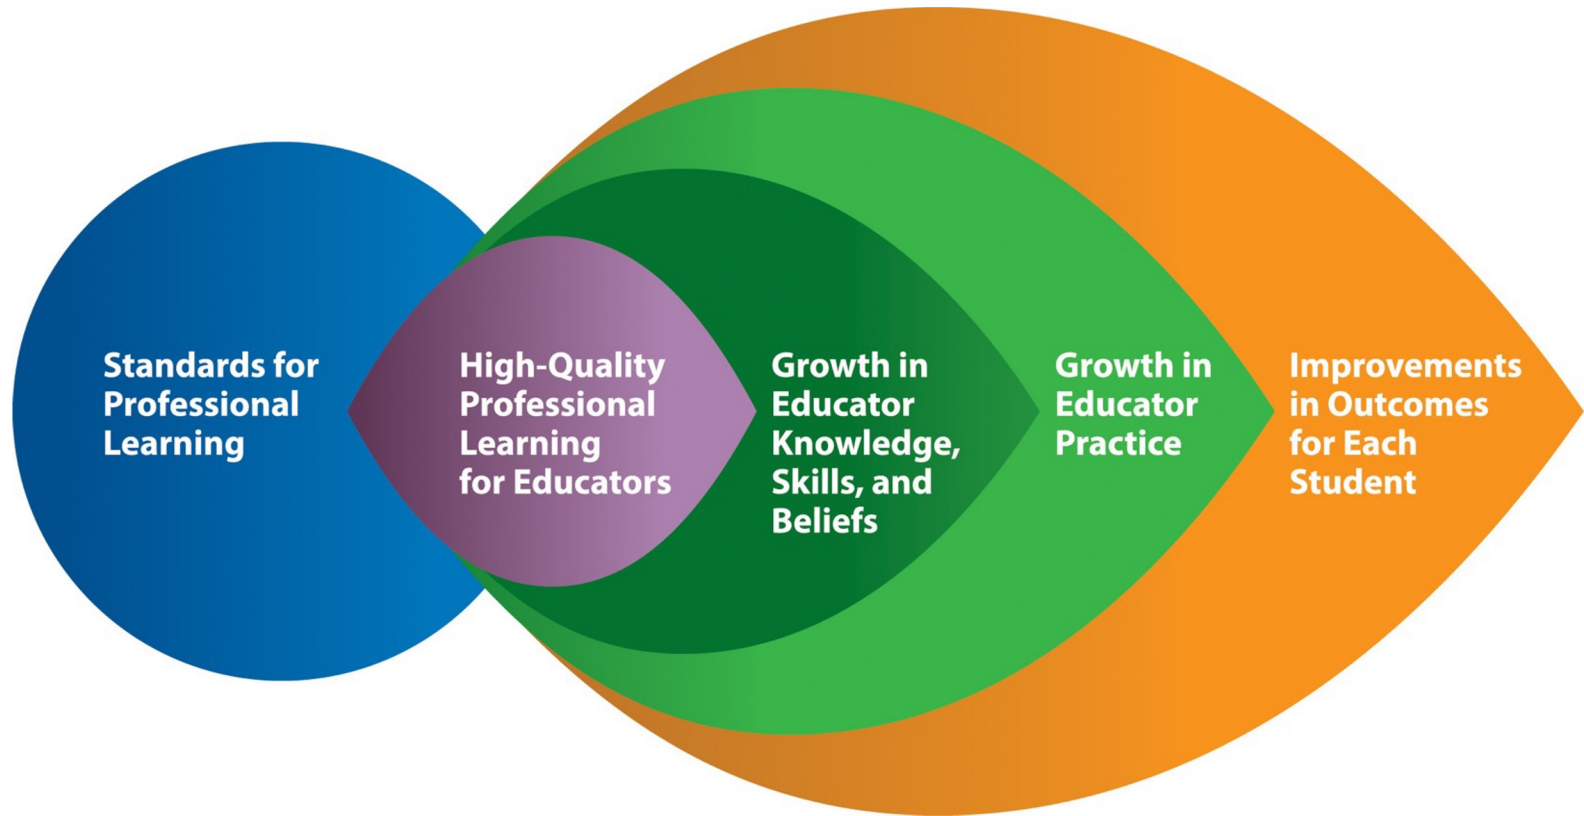 Standards for
Professional
Learning
High-Quality
Professional
Learning
for Educators
Growth in
Educator
Knowledge,
Skills, and
Beliefs
Growth in
Educator
Practice
Improvements
in Outcomes
for Each
Student